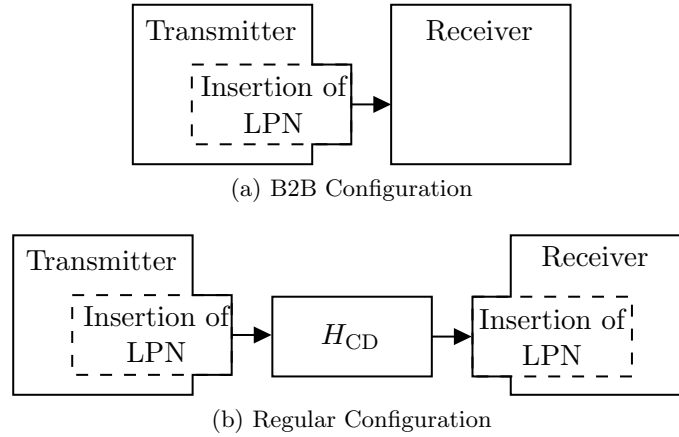 Transmitter
Receiver
Insertion of
LPN
(a) B2B Configuration
Transmitter
Receiver
Insertion of
LPN
H_CD
Insertion of
LPN
(b) Regular Configuration